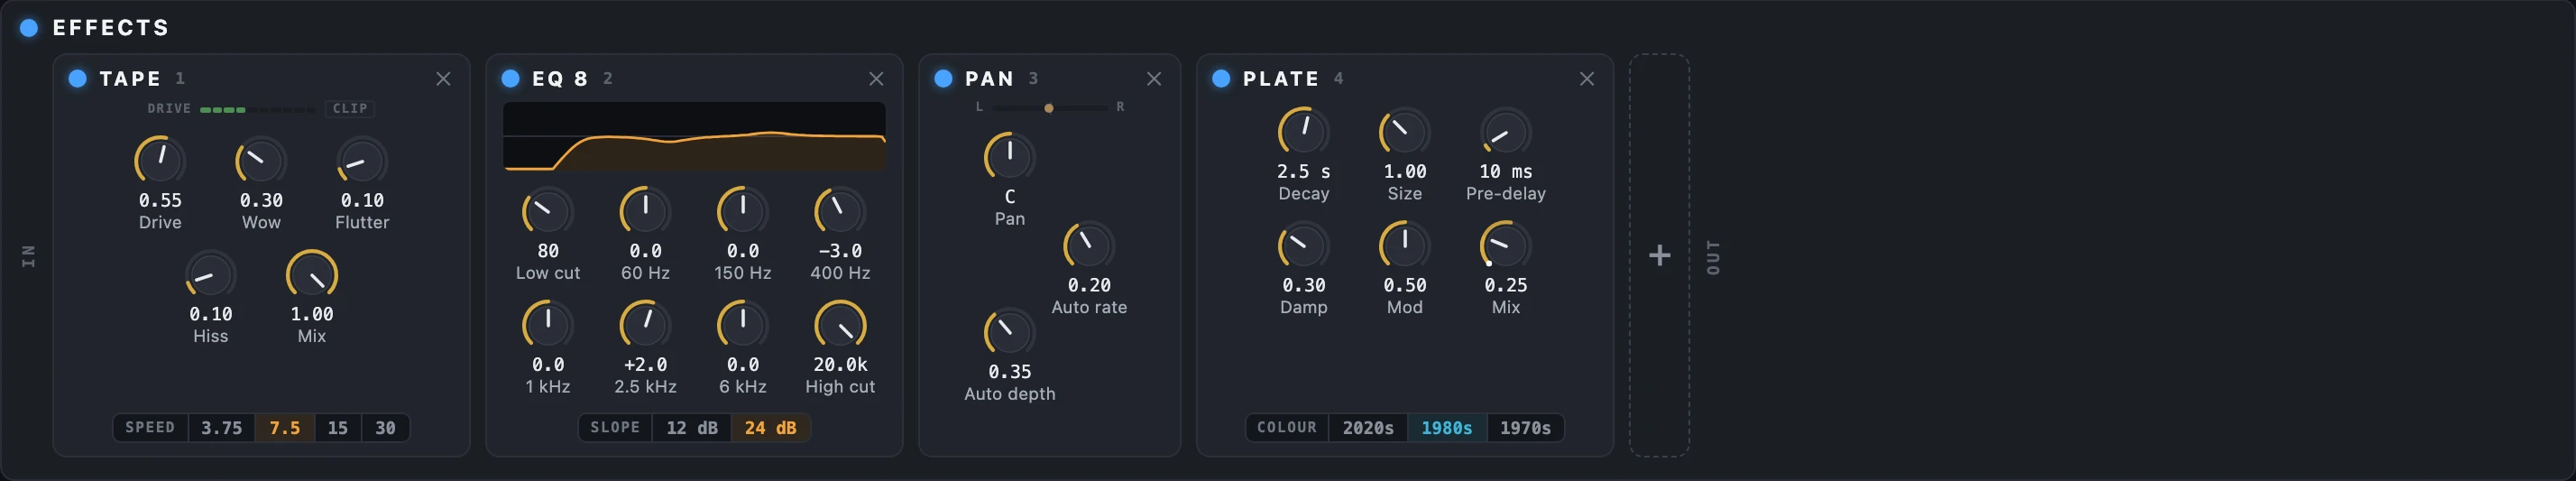 EFFECTS
IN
TAPE 1
DRIVE CLIP
0.55 0.30 0.10
Drive Wow Flutter
0.10 1.00
Hiss Mix
SPEED 3.75 7.5 15 30
EQ 8 2
80 0.0 0.0 −3.0
Low cut 60 Hz 150 Hz 400 Hz
0.0 +2.0 0.0 20.0k
1 kHz 2.5 kHz 6 kHz High cut
SLOPE 12 dB 24 dB
PAN 3
L R
C
Pan
0.20
Auto rate
0.35
Auto depth
PLATE 4
2.5 s 1.00 10 ms
Decay Size Pre-delay
0.30 0.50 0.25
Damp Mod Mix
COLOUR 2020s 1980s 1970s
+
OUT